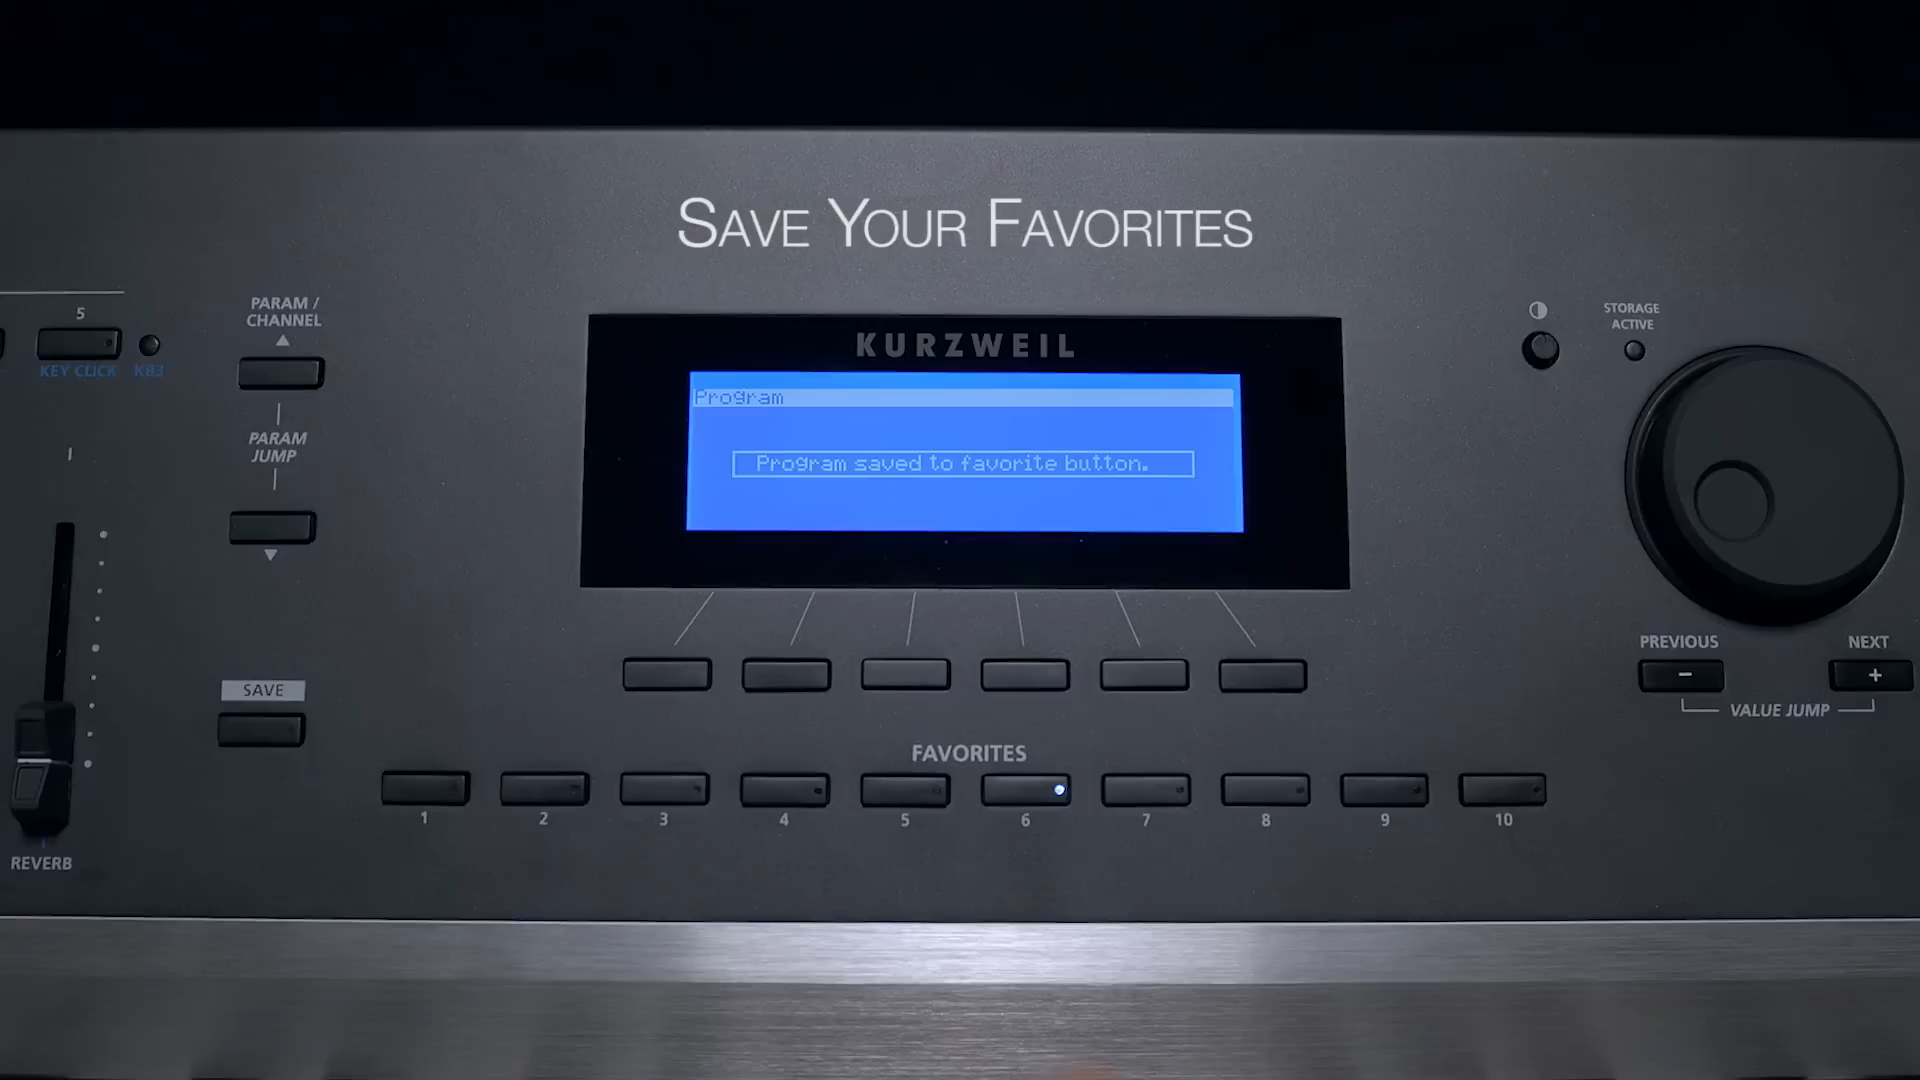 SAVE YOUR FAVORITES
KURZWEIL
Program
Program saved to favorite button.
5
KEY CLICK KB3
PARAM /
CHANNEL
PARAM
JUMP
STORAGE
ACTIVE
PREVIOUS NEXT
- +
VALUE JUMP
SAVE
FAVORITES
1 2 3 4 5 6 7 8 9 10
REVERB